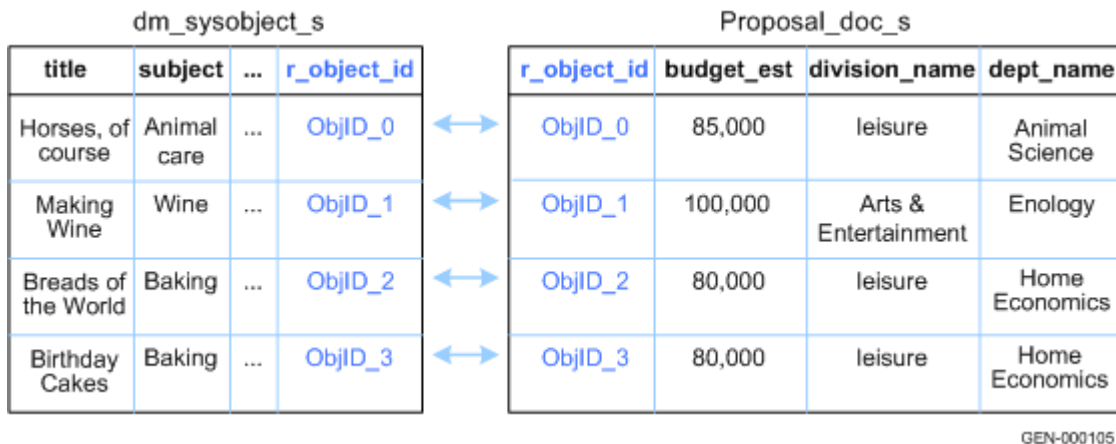 dm_sysobject_s
Proposal_doc_s
title subject ... r_object_id
r_object_id budget_est division_name dept_name
Horses, of course Animal care ... ObjID_0
ObjID_0 85,000 leisure Animal Science
Making Wine Wine ... ObjID_1
ObjID_1 100,000 Arts & Entertainment Enology
Breads of the World Baking ... ObjID_2
ObjID_2 80,000 leisure Home Economics
Birthday Cakes Baking ... ObjID_3
ObjID_3 80,000 leisure Home Economics
GEN-000105